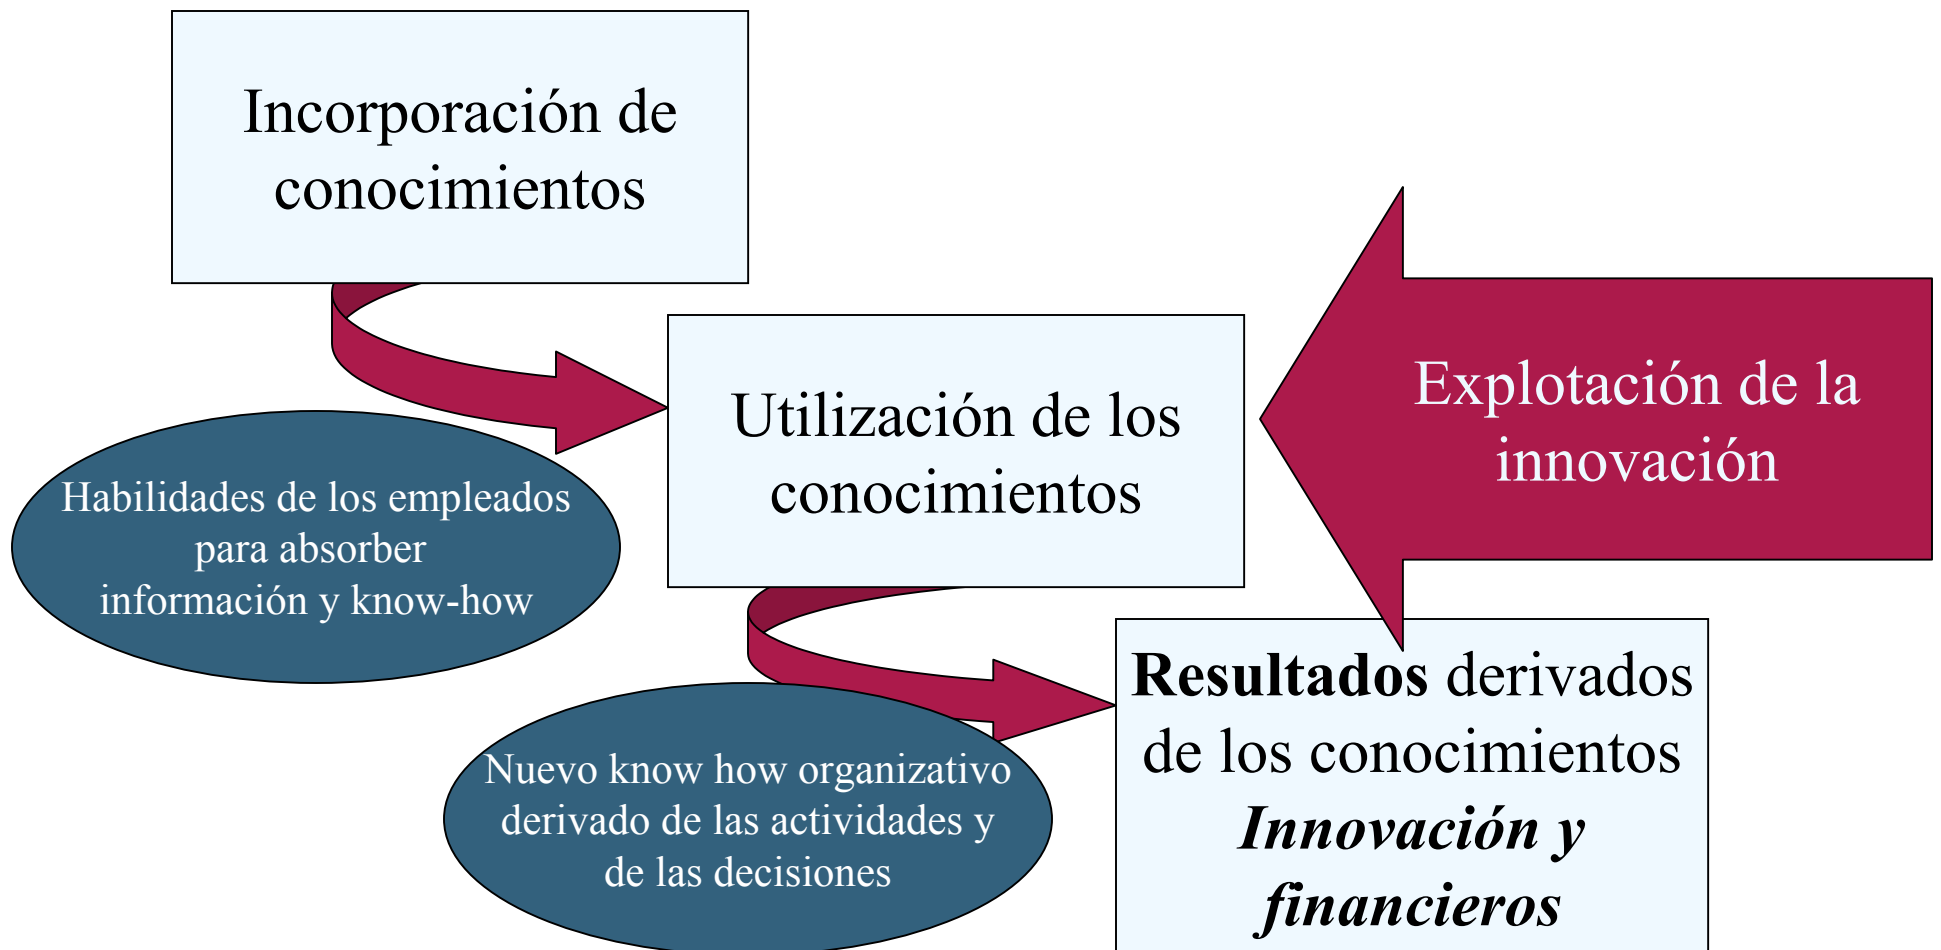 Incorporación de
conocimientos
Utilización de los
conocimientos
Explotación de la
innovación
Habilidades de los empleados
para absorber
información y know-how
Nuevo know how organizativo
derivado de las actividades y
de las decisiones
Resultados derivados
de los conocimientos
Innovación y
financieros